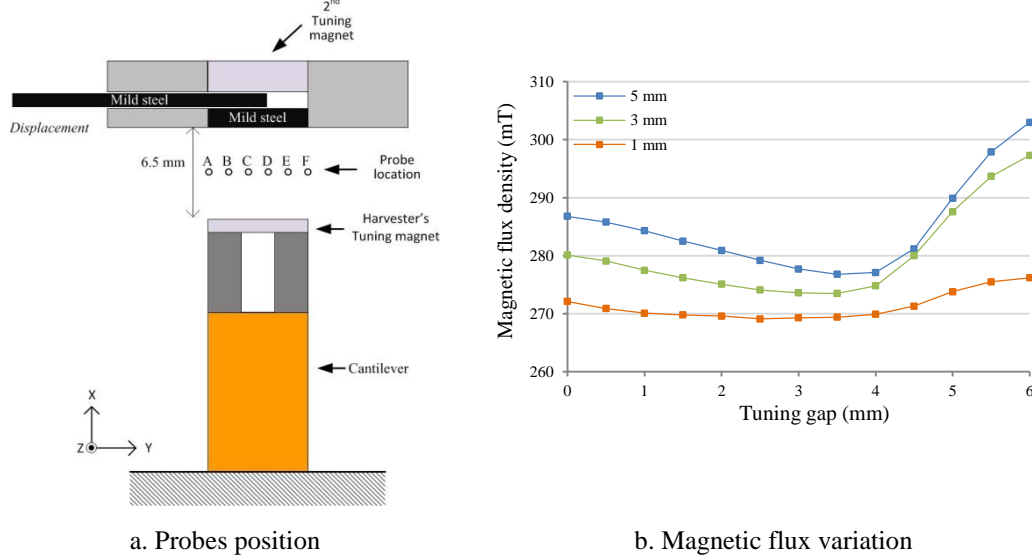 2nd
Tuning
magnet
Mild steel
Mild steel
Displacement
6.5 mm
A B C D E F
Probe
location
Harvester's
Tuning magnet
Cantilever
X
Z
Y
a. Probes position
Magnetic flux density (mT)
310
300
290
280
270
260
5 mm
3 mm
1 mm
0 1 2 3 4 5 6
Tuning gap (mm)
b. Magnetic flux variation